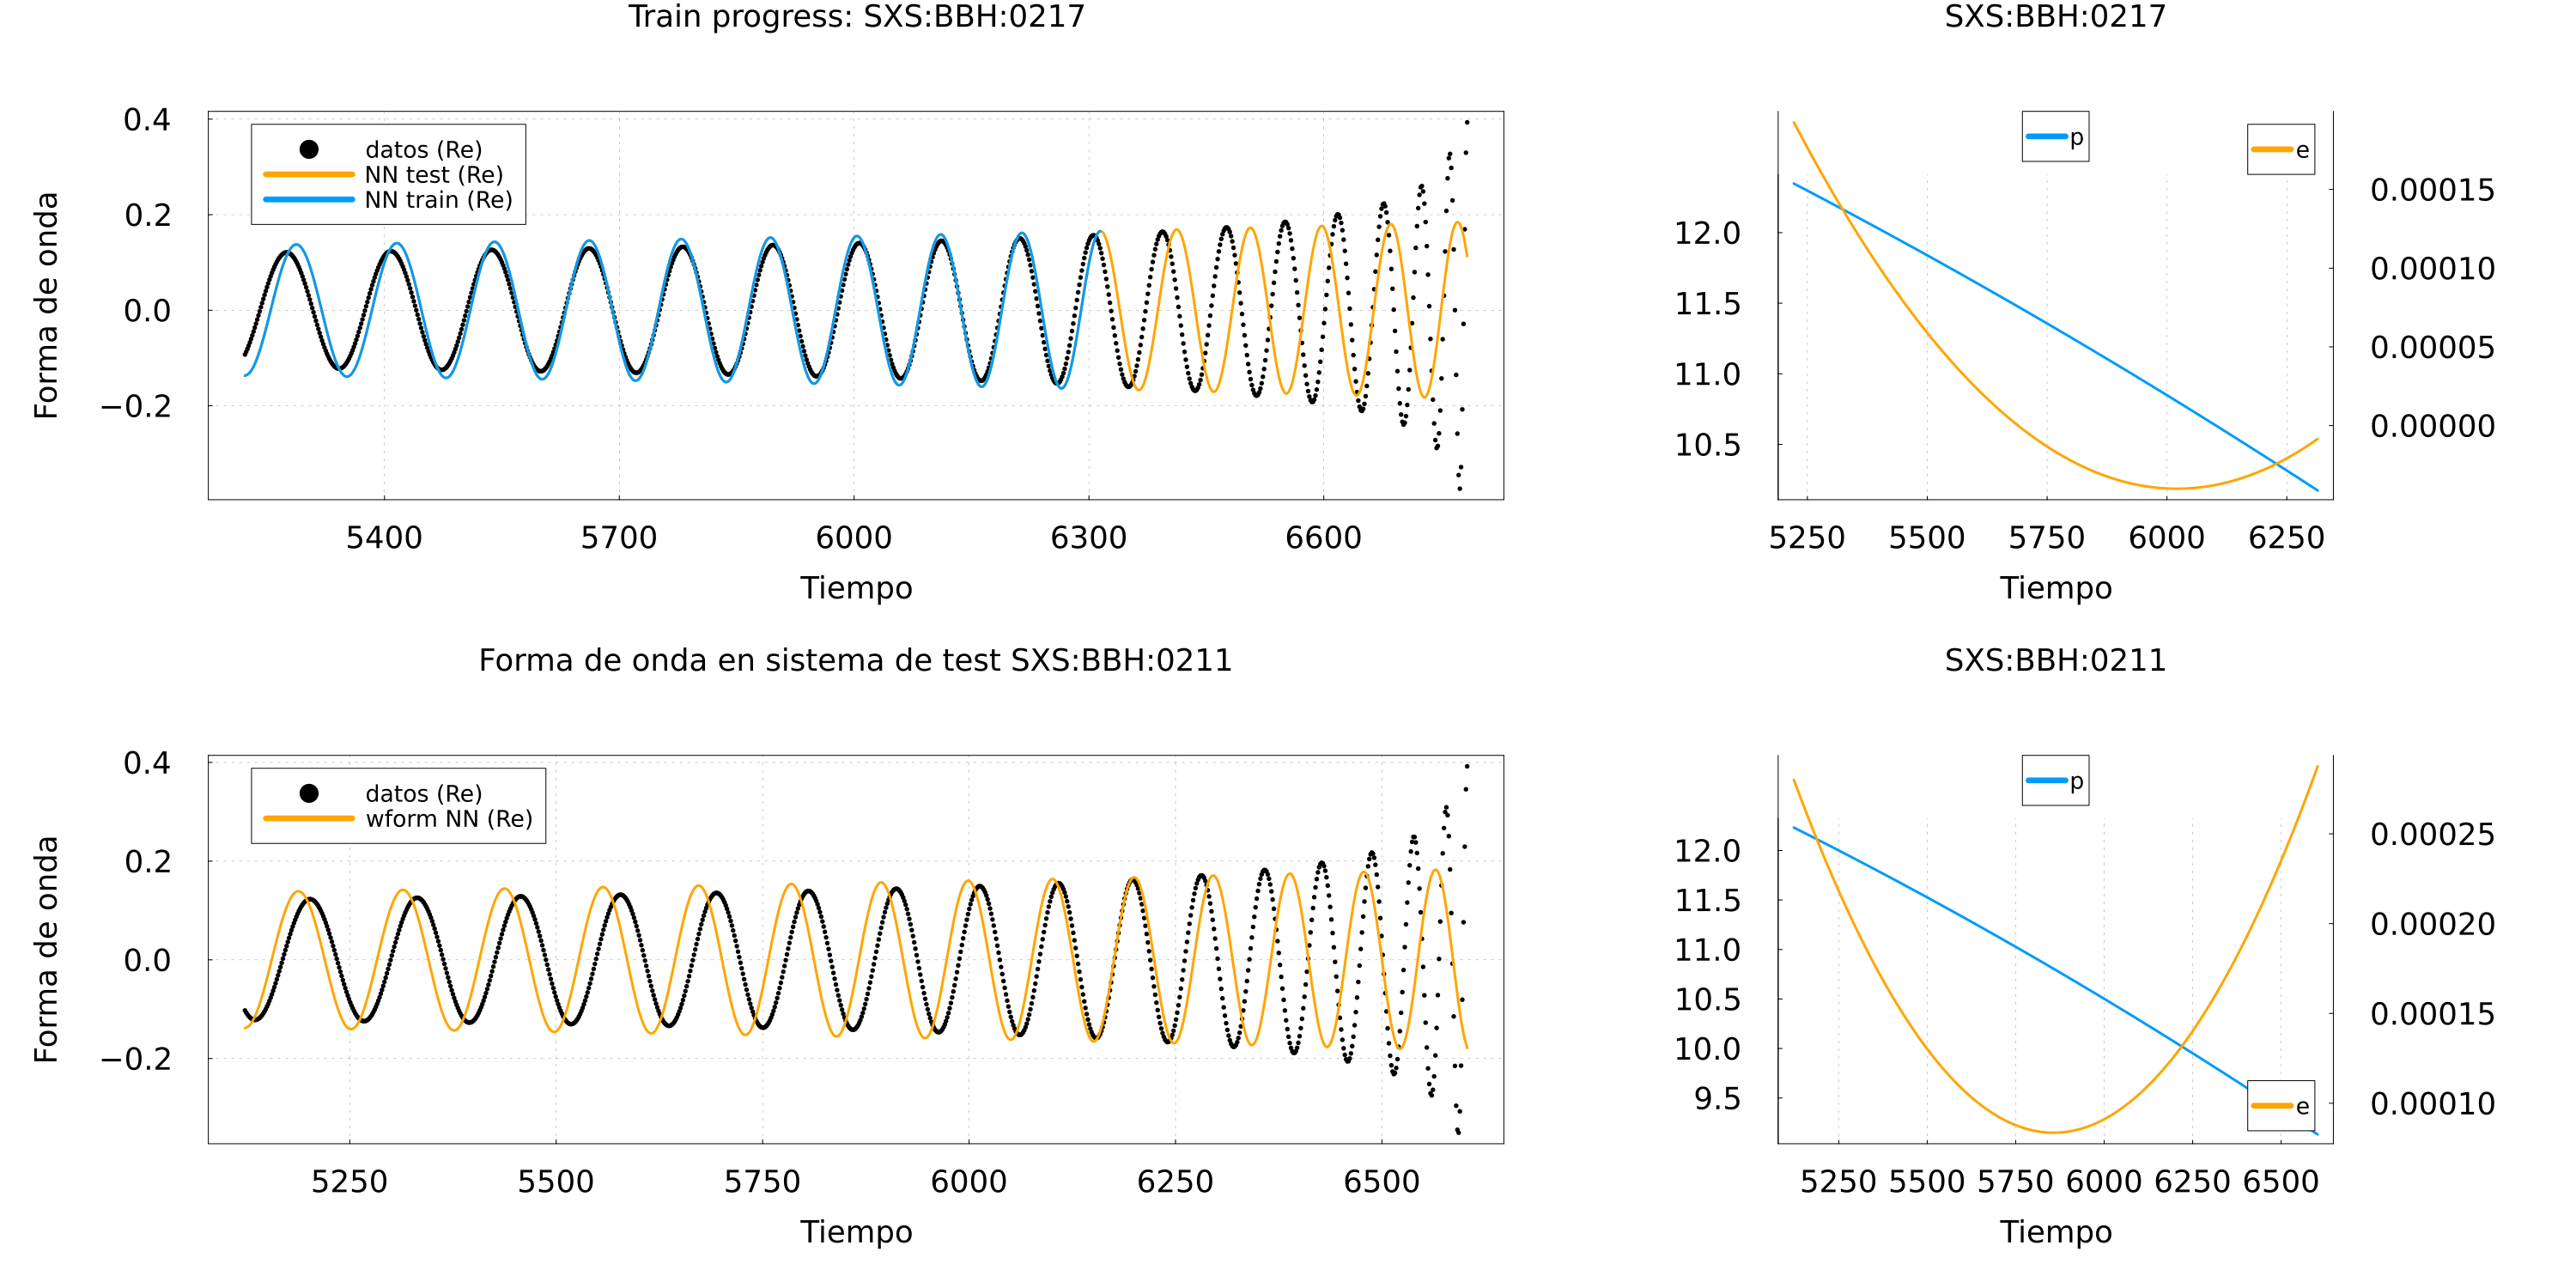 Train progress: SXS:BBH:0217
0.4
0.2
0.0
−0.2
Forma de onda
datos (Re)
NN test (Re)
NN train (Re)
5400 5700 6000 6300 6600
Tiempo
SXS:BBH:0217
12.0
11.5
11.0
10.5
p
e
0.00015
0.00010
0.00005
0.00000
5250 5500 5750 6000 6250
Tiempo
Forma de onda en sistema de test SXS:BBH:0211
0.4
0.2
0.0
−0.2
Forma de onda
datos (Re)
wform NN (Re)
5250 5500 5750 6000 6250 6500
Tiempo
SXS:BBH:0211
12.0
11.5
11.0
10.5
10.0
9.5
p
e
0.00025
0.00020
0.00015
0.00010
5250 5500 5750 6000 6250 6500
Tiempo